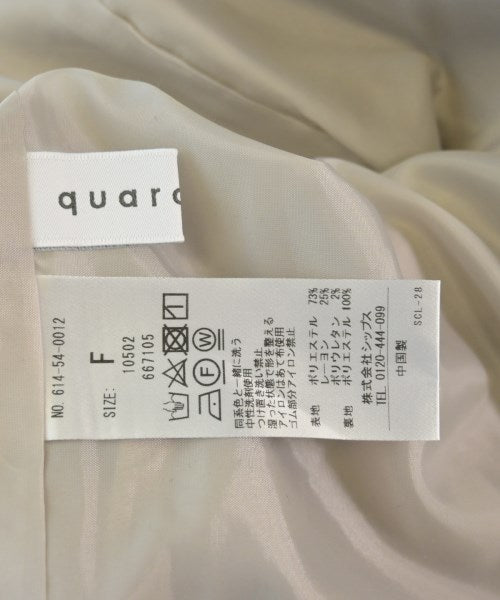 quaro
NO. 614-54-0012
SIZE: F
10502
667105
同系色と一緒に洗う
中性洗剤使用
つけ置き洗い禁止
湿った状態で形を整える
アイロンはあて布使用
ゴム部分アイロン禁止
表地 ポリエステル 73%
レーヨン 25%
ポリウレタン 2%
裏地 ポリエステル 100%
株式会社シップス
TEL 0120-444-099
中国製
SCL-28